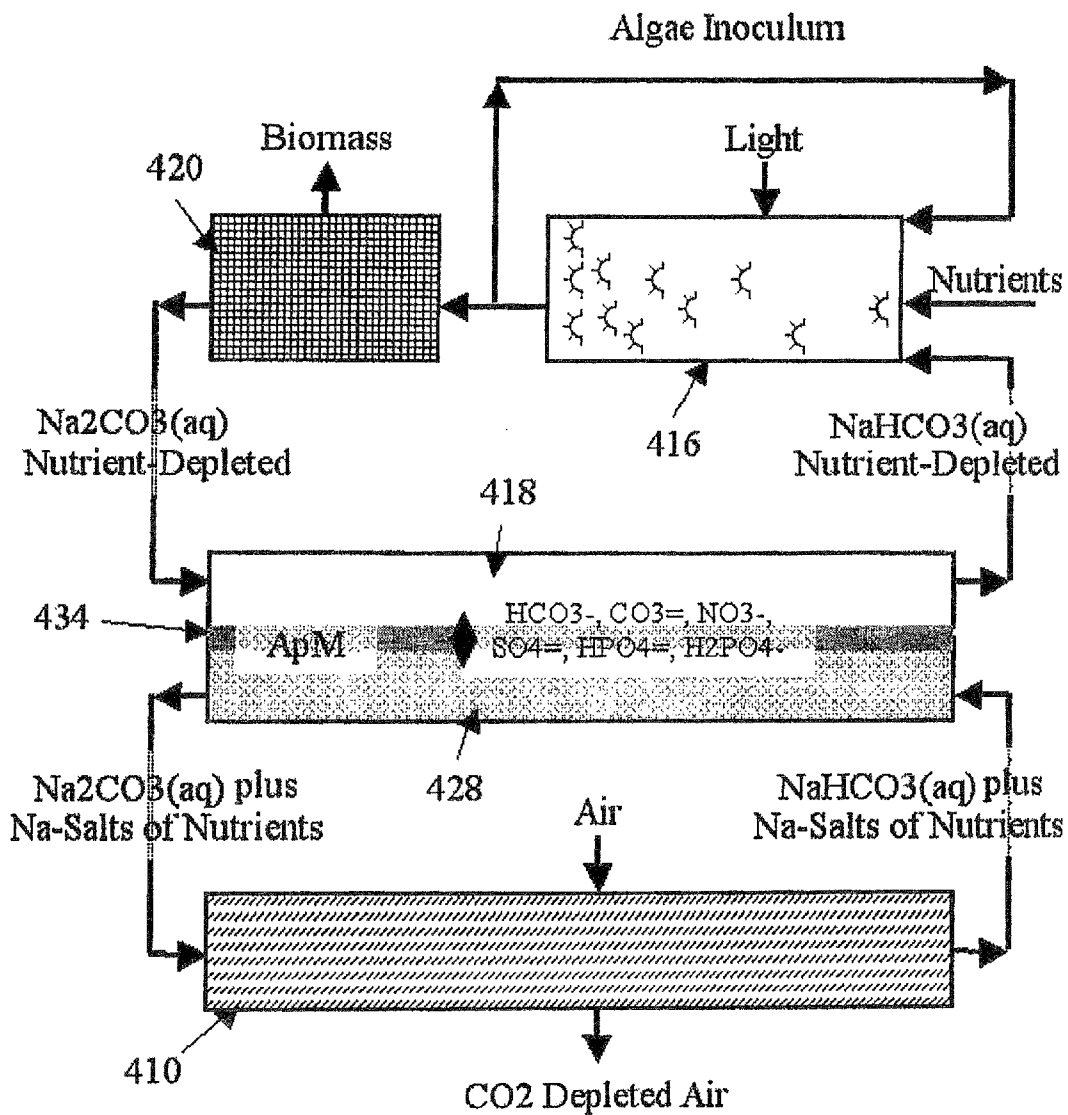 Algae Inoculum
Biomass
Light
420
Nutrients
Na2CO3(aq)
Nutrient-Depleted
416
NaHCO3(aq)
Nutrient-Depleted
418
434
HCO3-, CO3=, NO3-,
ApM
SO4=, HPO4=, H2PO4-
Na2CO3(aq) plus
Na-Salts of Nutrients
428
Air
NaHCO3(aq) plus
Na-Salts of Nutrients
410
CO2 Depleted Air